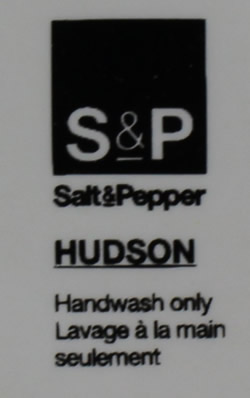 S&P
Salt&Pepper
HUDSON
Handwash only
Lavage à la main
seulement